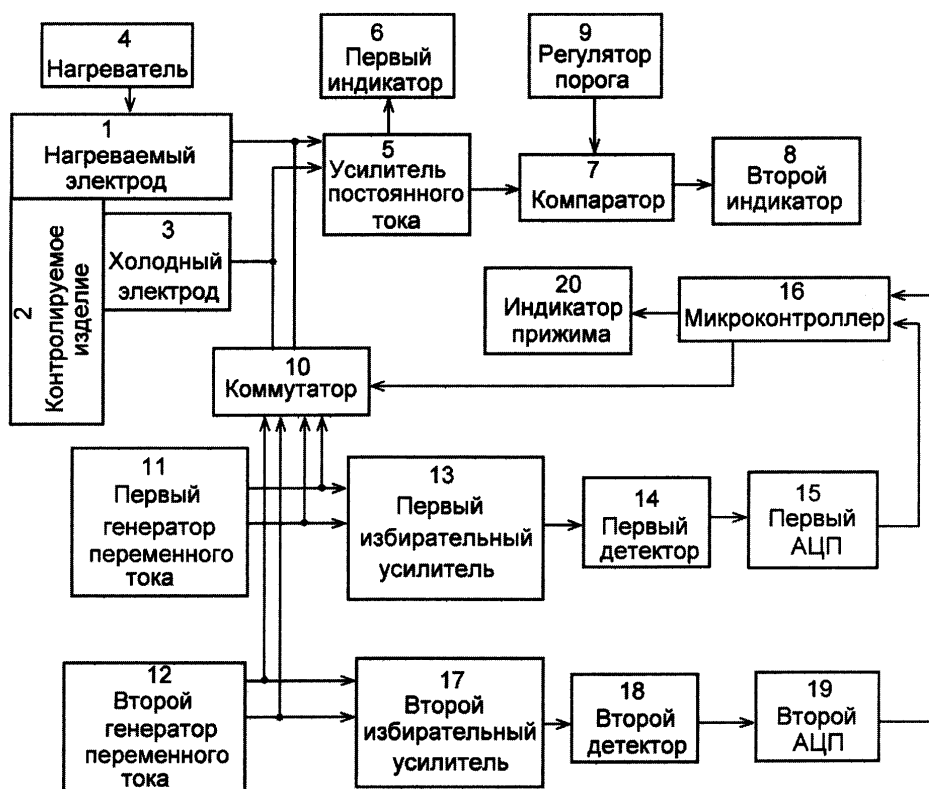 4
Нагреватель
6
Первый
индикатор
9
Регулятор
порога
1
Нагреваемый
электрод
5
Усилитель
постоянного
тока
7
Компаратор
8
Второй
индикатор
2
Контролируемое
изделие
3
Холодный
электрод
20
Индикатор
прижима
16
Микроконтроллер
10
Коммутатор
11
Первый
генератор
переменного
тока
13
Первый
избирательный
усилитель
14
Первый
детектор
15
Первый
АЦП
12
Второй
генератор
переменного
тока
17
Второй
избирательный
усилитель
18
Второй
детектор
19
Второй
АЦП